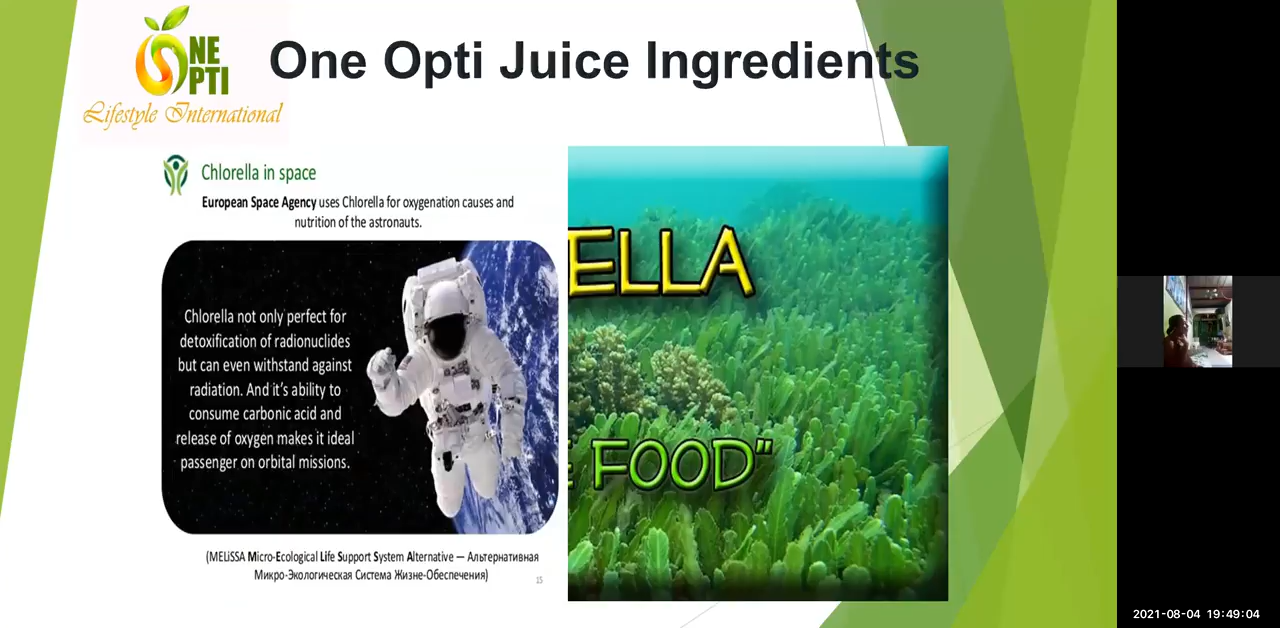 ONE
OPTI
Lifestyle International
One Opti Juice Ingredients
Chlorella in space
European Space Agency uses Chlorella for oxygenation causes and
nutrition of the astronauts.
Chlorella not only perfect for
detoxification of radionuclides
but can even withstand against
radiation. And it's ability to
consume carbonic acid and
release of oxygen makes it ideal
passenger on orbital missions.
(MELiSSA Micro-Ecological Life Support System Alternative — Альтернативная
Микро-Экологическая Система Жизне-Обеспечения)
15
ELLA
FOOD"
2021-08-04 19:49:04